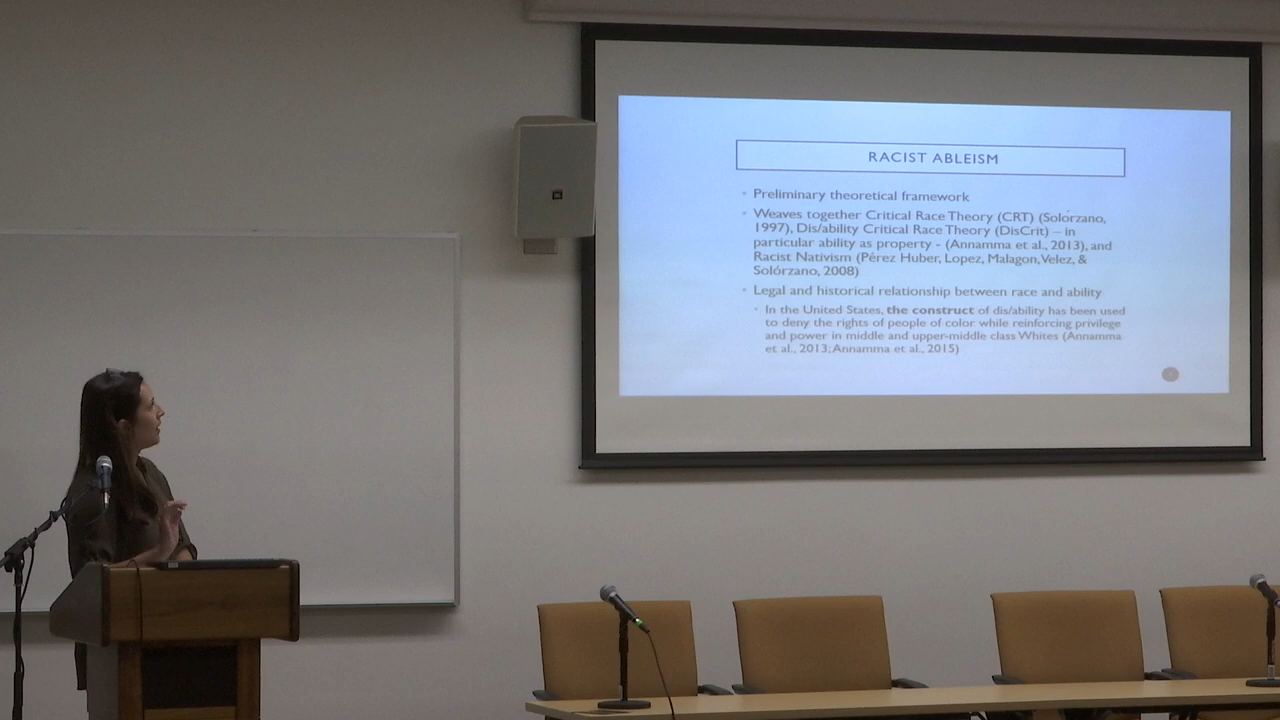 RACIST ABLEISM
Preliminary theoretical framework
Weaves together Critical Race Theory (CRT) (Solórzano,
1997), Dis/ability Critical Race Theory (DisCrit) – in
particular ability as property - (Annamma et al., 2013), and
Racist Nativism (Pérez Huber, Lopez, Malagon, Velez, &
Solórzano, 2008)
Legal and historical relationship between race and ability
In the United States, the construct of dis/ability has been used
to deny the rights of people of color while reinforcing privilege
and power in middle and upper-middle class Whites (Annamma
et al., 2013; Annamma et al., 2015)